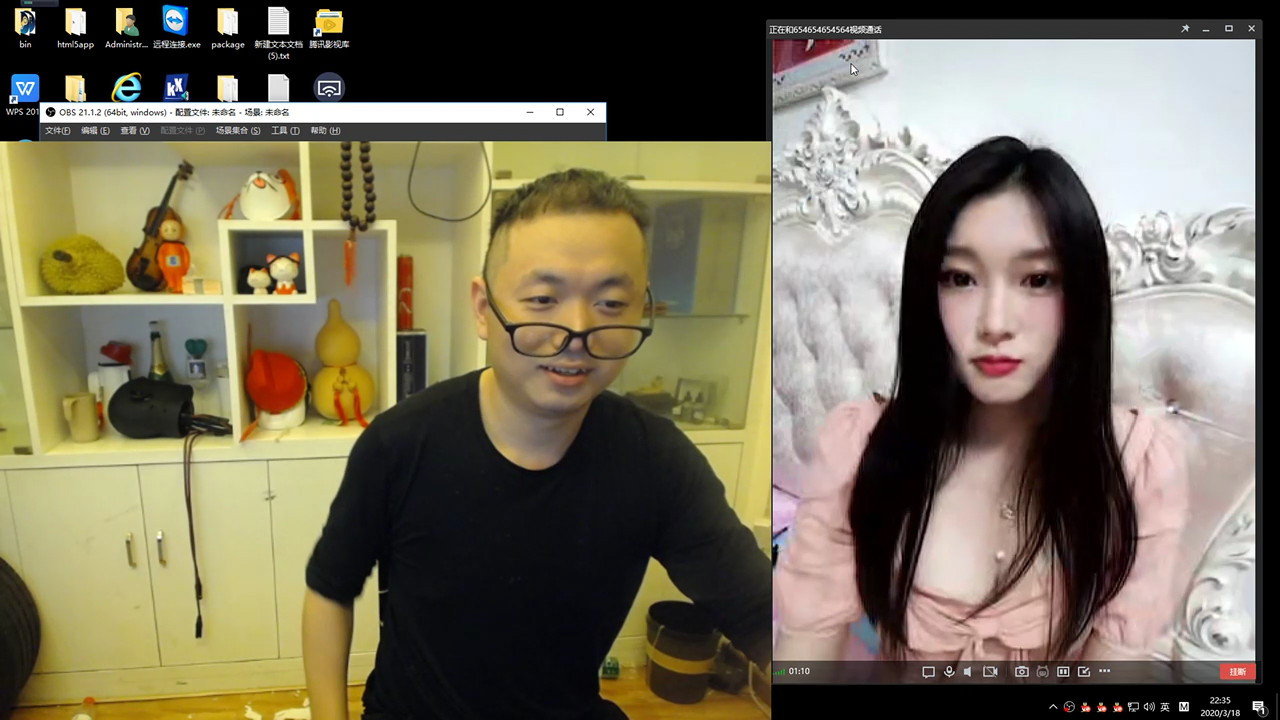 bin
html5app
Administr...
远程连接.exe
package
新建文本文档
(5).txt
腾讯影视库
WPS 201
OBS 21.1.2 (64bit, windows) - 配置文件: 未命名 - 场景: 未命名
文件(F) 编辑 (E) 查看 (V) 配置文件 (P) 场景集合 (S) 工具 (T) 帮助 (H)
正在和654654654564视频通话
01:10
挂断
英
22:35
2020/3/18
1